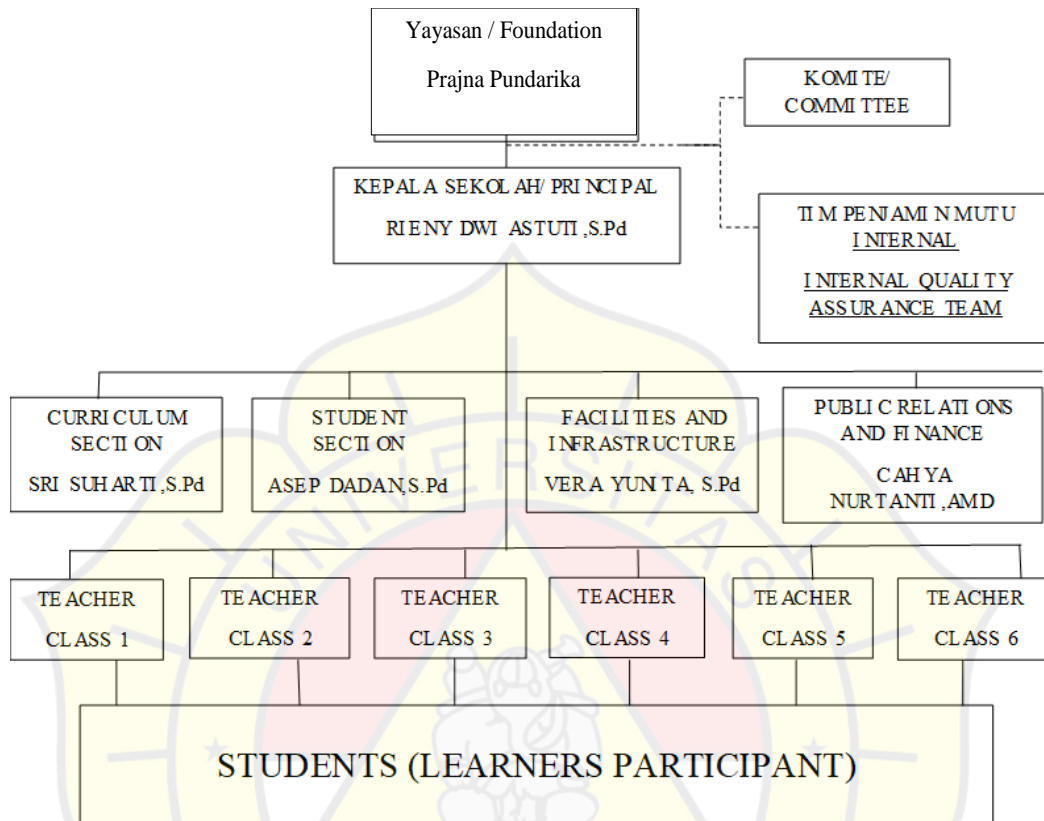 Yayasan / Foundation
Prajna Pundarika
KOMITE/
COMMITTEE
KEPALA SEKOLAH/ PRINCIPAL
RIENY DWI ASTUTI,S.Pd
TIM PENJAMIN MUTU
INTERNAL
INTERNAL QUALITY
ASSURANCE TEAM
CURRICULUM
SECTION
SRI SUHARTI,S.Pd
STUDENT
SECTION
ASEP DADAN,S.Pd
FACILITIES AND
INFRASTRUCTURE
VERA YUNITA, S.Pd
PUBLIC RELATIONS
AND FINANCE
CAHYA
NURTANTI,AMD
TEACHER
CLASS 1
TEACHER
CLASS 2
TEACHER
CLASS 3
TEACHER
CLASS 4
TEACHER
CLASS 5
TEACHER
CLASS 6
STUDENTS (LEARNERS PARTICIPANT)
UNIVERSITAS